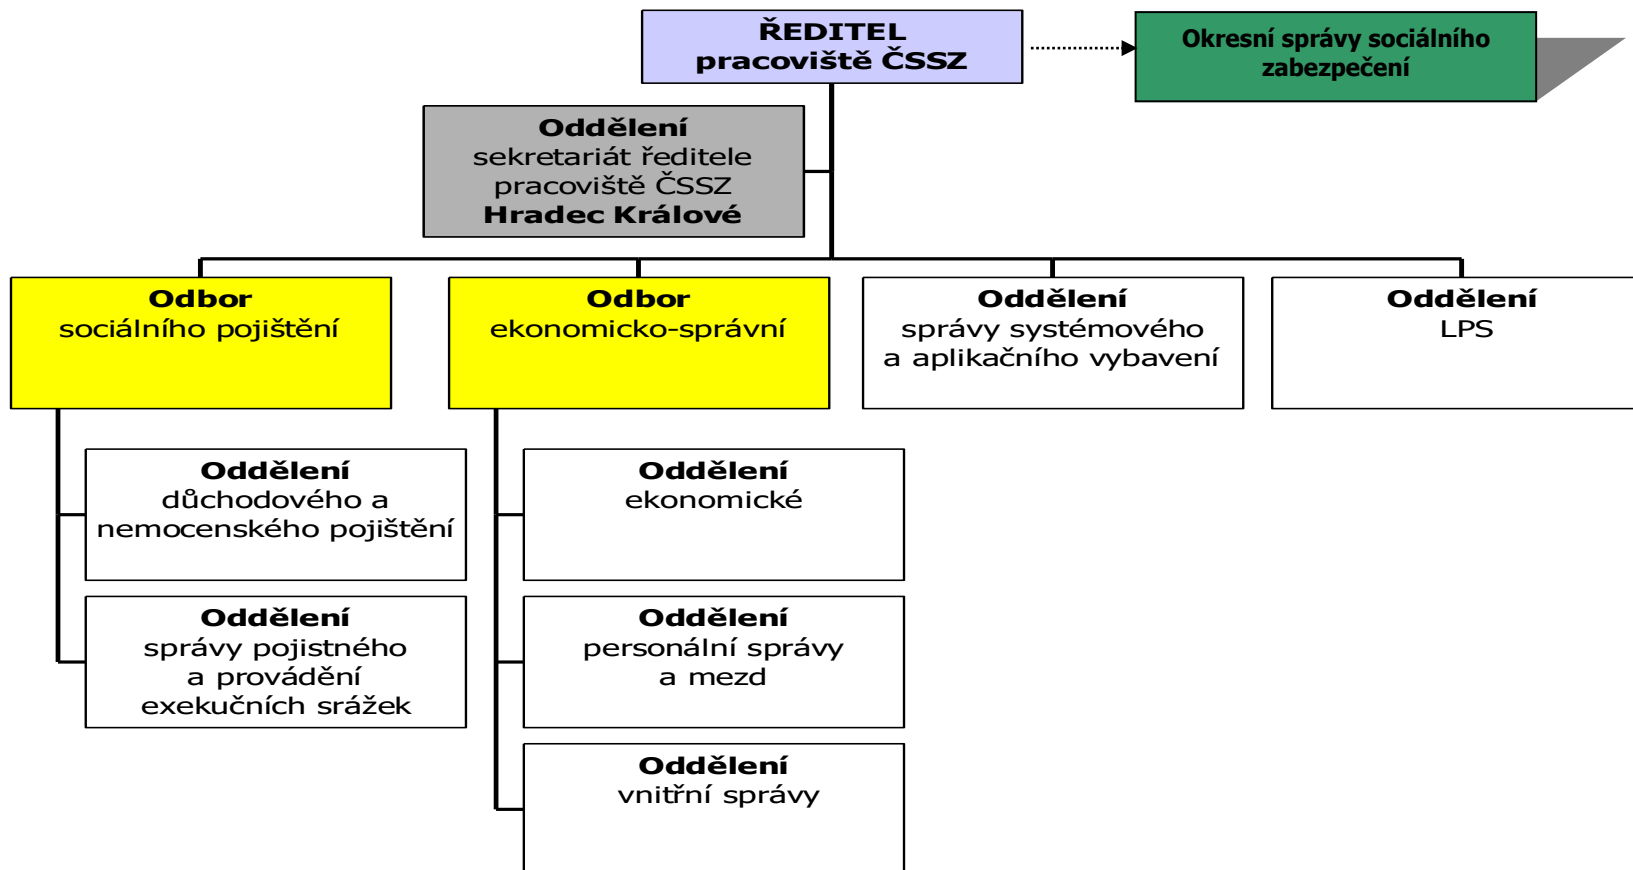 ŘEDITEL
pracoviště ČSSZ
Okresní správy sociálního
zabezpečení
Oddělení
sekretariát ředitele
pracoviště ČSSZ
Hradec Králové
Odbor
sociálního pojištění
Odbor
ekonomicko-správní
Oddělení
správy systémového
a aplikačního vybavení
Oddělení
LPS
Oddělení
důchodového a
nemocenského pojištění
Oddělení
ekonomické
Oddělení
správy pojistného
a provádění
exekučních srážek
Oddělení
personální správy
a mezd
Oddělení
vnitřní správy